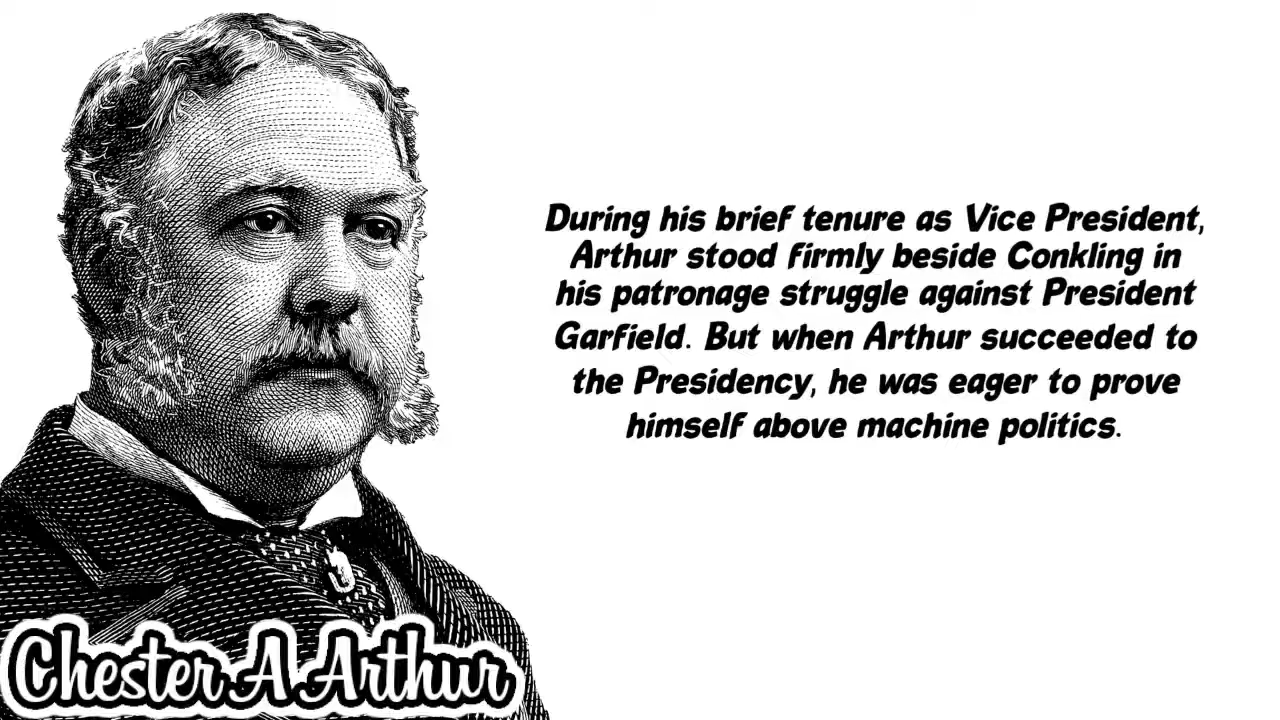 During his brief tenure as Vice President,
Arthur stood firmly beside Conkling in
his patronage struggle against President
Garfield. But when Arthur succeeded to
the Presidency, he was eager to prove
himself above machine politics.
Chester A Arthur